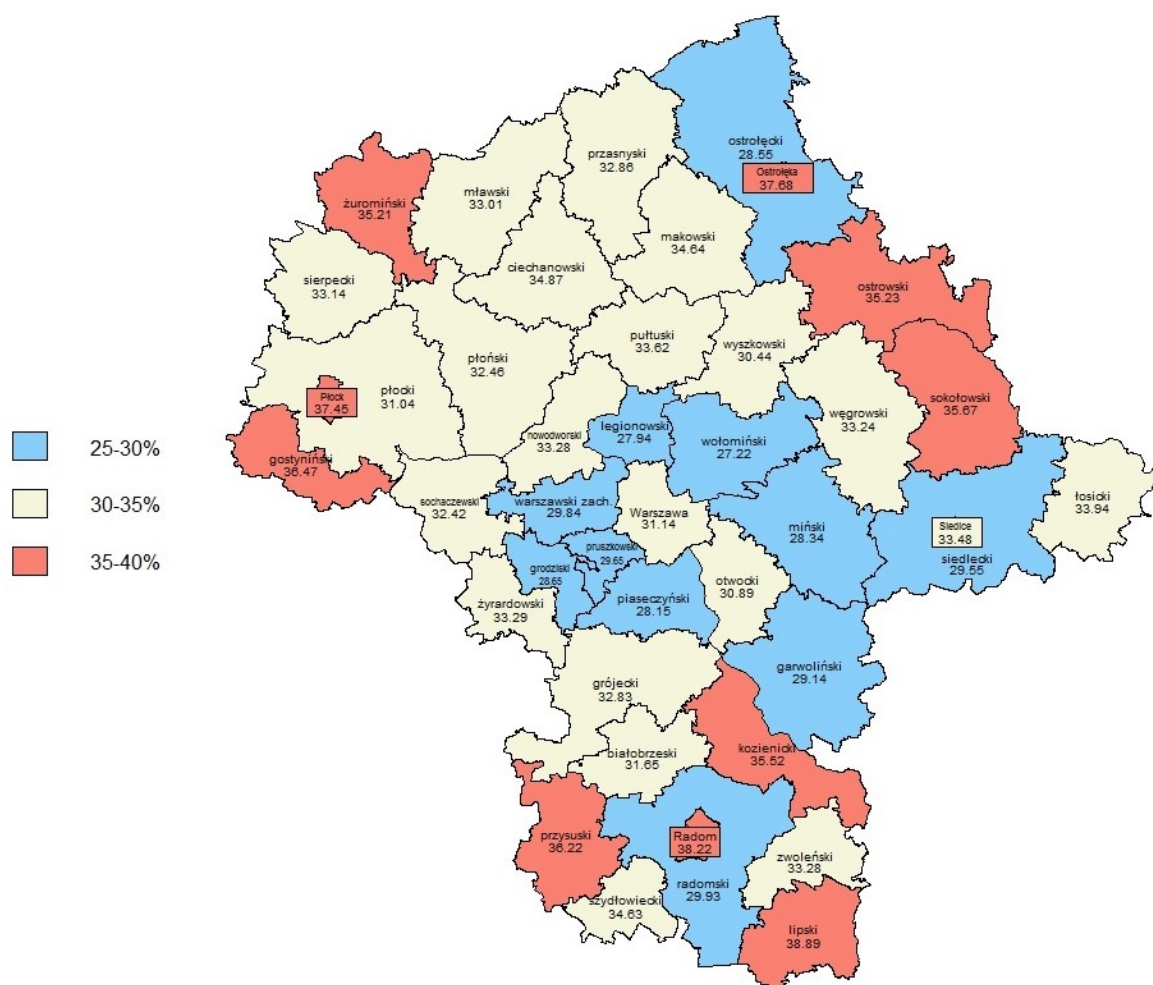 ostrołęcki
28.55
Ostrołęka
37.68
przasnyski
32.86
mławski
33.01
żuromiński
35.21
makowski
34.64
ciechanowski
34.87
sierpecki
33.14
ostrowski
35.23
pułtuski
33.62
wyszkowski
30.44
płoński
32.46
płocki
31.04
Płock
37.45
sokołowski
35.67
węgrowski
33.24
legionowski
27.94
wołomiński
27.22
nowodworski
33.28
gostyniński
36.47
25-30%
30-35%
35-40%
sochaczewski
32.42
warszawski zach.
29.84
Warszawa
31.14
miński
28.34
łosicki
33.94
Siedlce
33.48
siedlecki
29.55
pruszkowski
29.65
grodziski
28.65
otwocki
30.89
piaseczyński
28.15
żyrardowski
33.29
garwoliński
29.14
grójecki
32.83
białobrzeski
31.65
kozienicki
35.52
przysuski
36.22
Radom
38.22
zwoleński
33.28
radomski
29.93
szydłowiecki
34.63
lipski
38.89